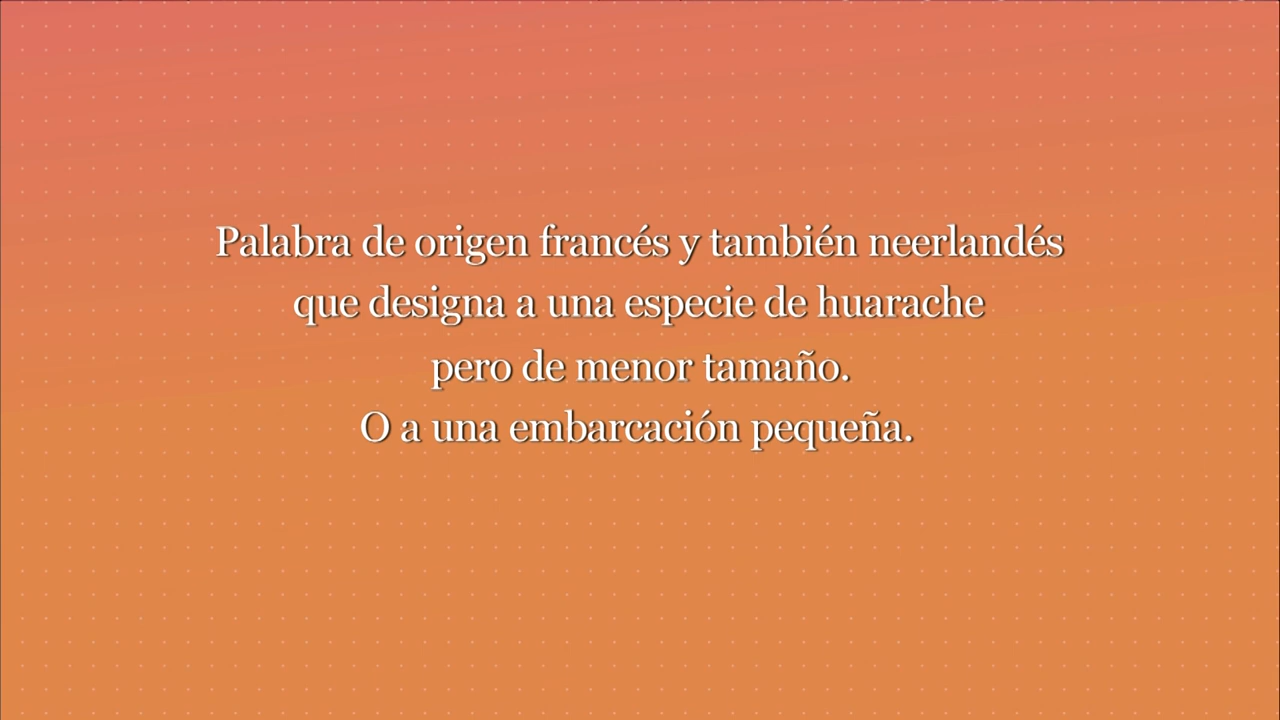 Palabra de origen francés y también neerlandés
que designa a una especie de huarache
pero de menor tamaño.
O a una embarcación pequeña.